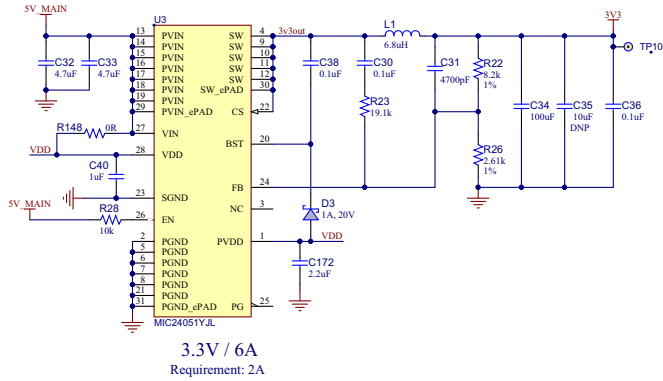 5V_MAIN
U3
3V3
13 PVIN SW 4 3v3out L1
14 PVIN SW 9 6.8uH TP10
15 PVIN SW 10
C32 C33 16 PVIN SW 11 C38 C30 C31 R22
4.7uF 4.7uF 17 PVIN SW 12 0.1uF 0.1uF 4700pF 8.2k
18 PVIN SW_ePAD 30 1%
19 PVIN
29 PVIN_ePAD CS 22 R23 C34 C35 C36
19.1k 100uF 10uF 0.1uF
R148 0R 27 VIN DNP
VDD 28 VDD BST 20 R26
C40 2.61k
1uF 1%
23 SGND FB 24
5V_MAIN D3
R28 NC 3 1A, 20V
10k 26 EN
2 PGND PVDD 1 VDD
5 PGND
6 PGND C172
7 PGND 2.2uF
8 PGND
21 PGND
31 PGND_ePAD PG 25
MIC24051YJL
3.3V / 6A
Requirement: 2A